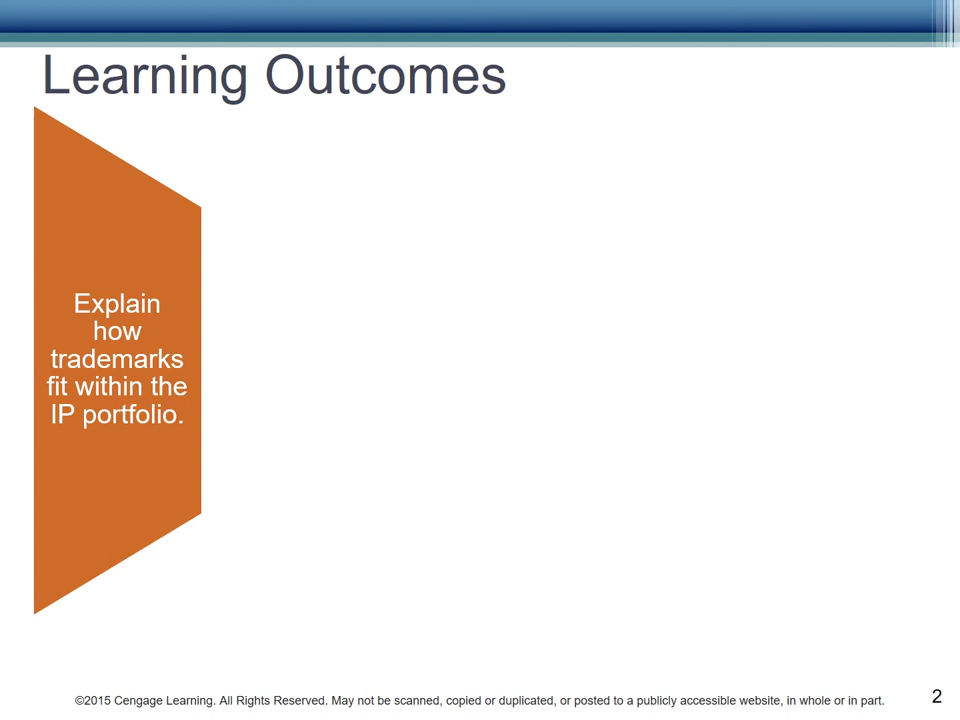 Learning Outcomes
Explain
how
trademarks
fit within the
IP portfolio.
©2015 Cengage Learning. All Rights Reserved. May not be scanned, copied or duplicated, or posted to a publicly accessible website, in whole or in part.
2